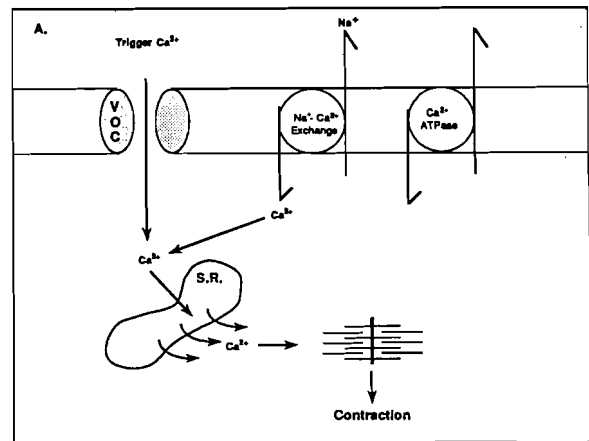 A.
Na⁺
Trigger Ca²⁺
V
O
C
Na⁺- Ca²⁺
Exchange
Ca²⁺
ATPase
Ca²⁺
Ca²⁺
S.R.
Ca²⁺
Contraction